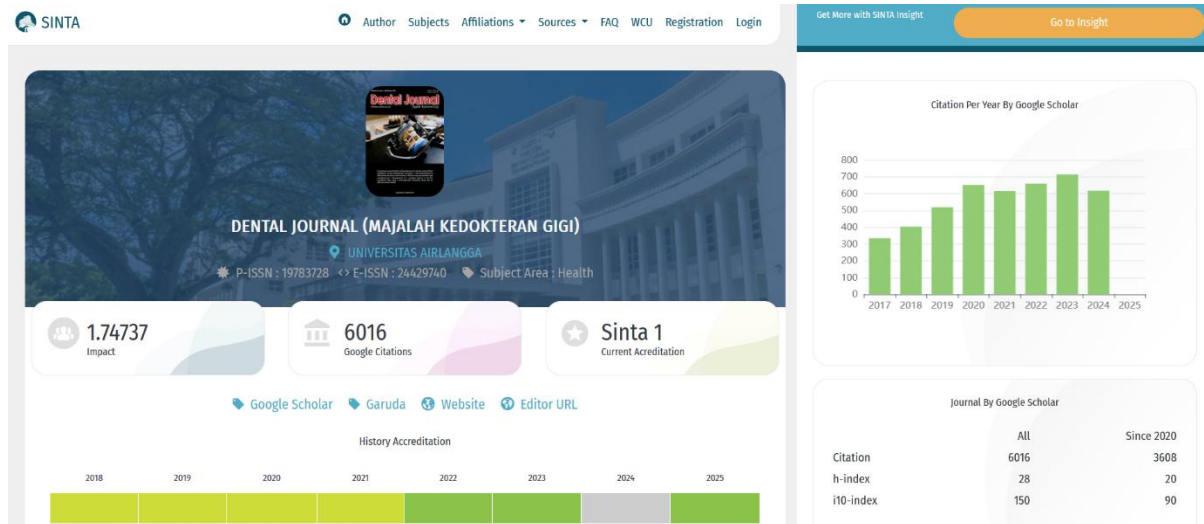 SINTA
Author Subjects Affiliations Sources FAQ WCU Registration Login
Get More with SINTA Insight
Go to Insight
Dental Journal
DENTAL JOURNAL (MAJALAH KEDOKTERAN GIGI)
UNIVERSITAS AIRLANGGA
P-ISSN : 19783728 <> E-ISSN : 24429740 Subject Area : Health
1.74737
Impact
6016
Google Citations
Sinta 1
Current Acreditation
Google Scholar Garuda Website Editor URL
History Accreditation
2018 2019 2020 2021 2022 2023 2024 2025
Citation Per Year By Google Scholar
800
700
600
500
400
300
200
100
0
2017 2018 2019 2020 2021 2022 2023 2024 2025
Journal By Google Scholar
All Since 2020
Citation 6016 3608
h-index 28 20
i10-index 150 90